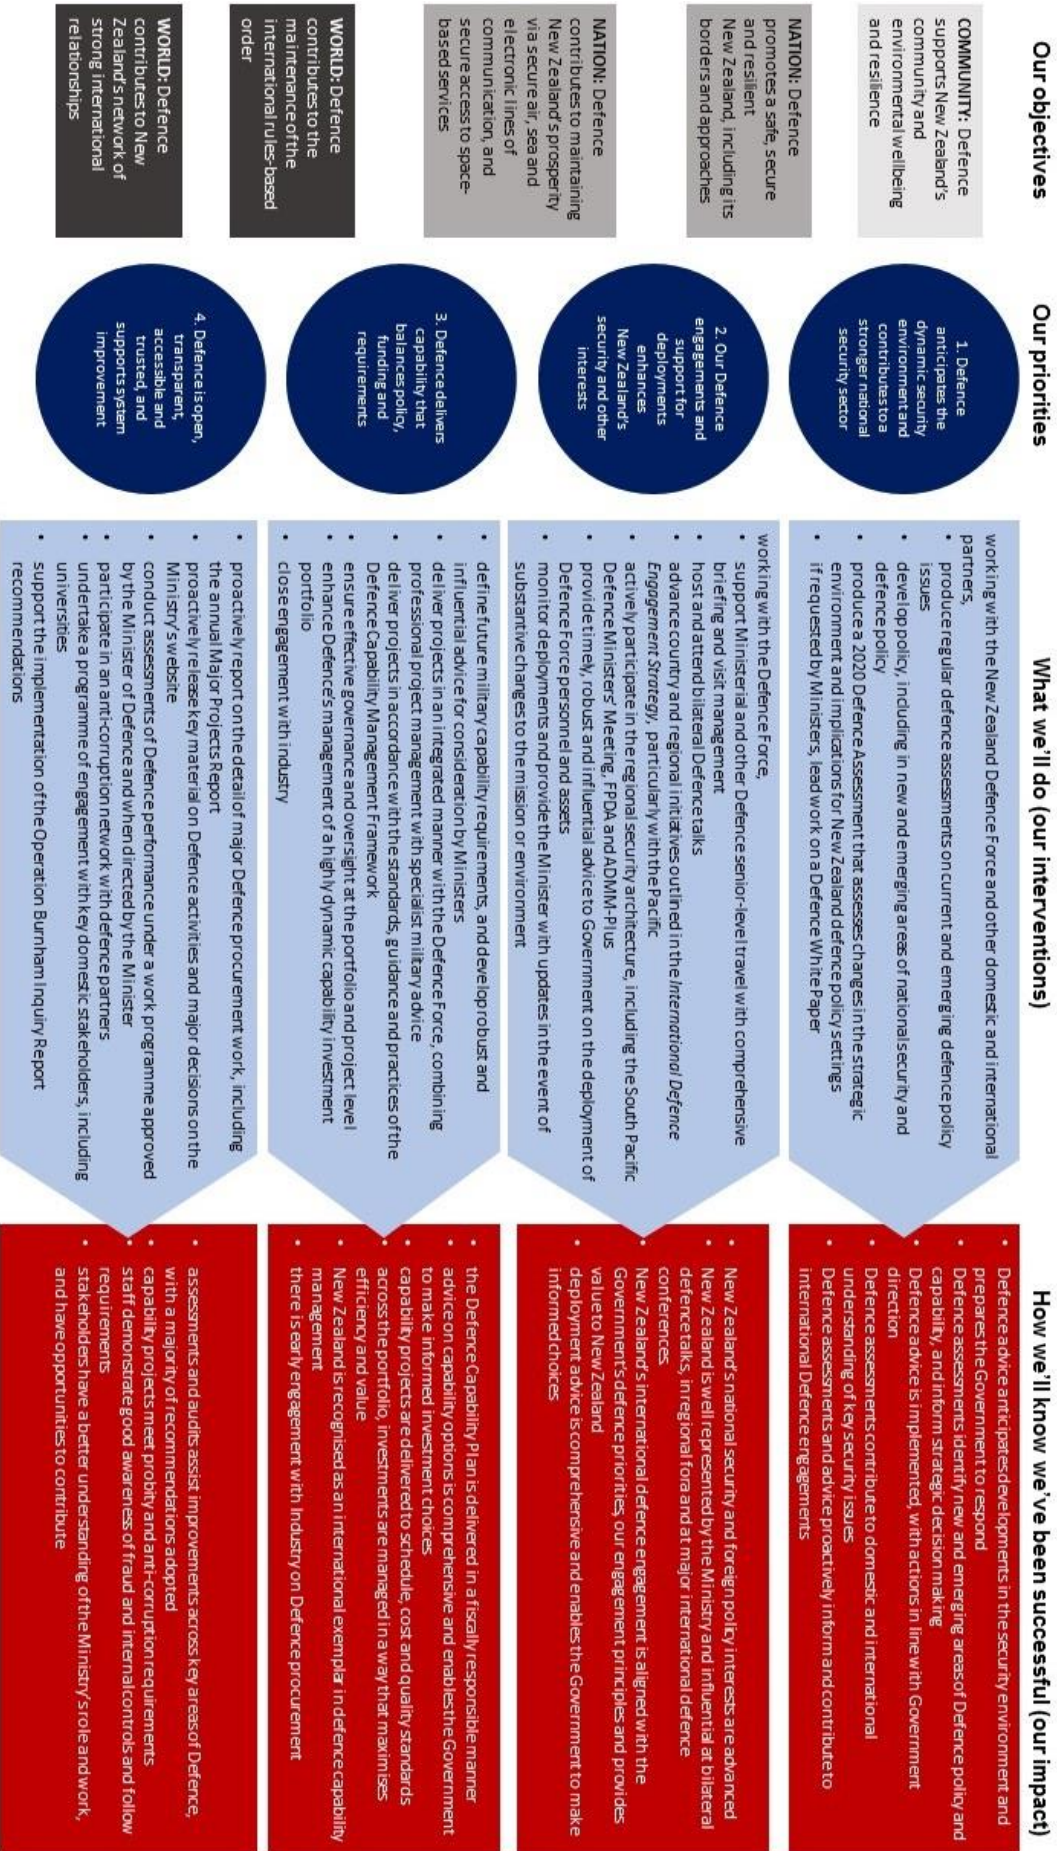 Our objectives
COMMUNITY: Defence
supports New Zealand's
community and
environmental wellbeing
and resilience
NATION: Defence
promotes a safe, secure
and resilient
New Zealand, including its
borders and approaches
NATION: Defence
contributes to maintaining
New Zealand's prosperity
via secure air, sea and
electronic lines of
communication, and
secure access to space-
based services
WORLD: Defence
contributes to the
maintenance of the
international rules-based
order
WORLD: Defence
contributes to New
Zealand's network of
strong international
relationships
Our priorities
1. Defence
anticipates the
dynamic security
environment and
contributes to a
stronger national
security sector
2. Our Defence
engagements and
support for
deployments
enhances
New Zealand's
security and other
interests
3. Defence delivers
capability that
balances policy,
funding and
requirements
4. Defence is open,
transparent,
accessible and
trusted, and
supports system
improvement
What we'll do (our interventions)
working with the New Zealand Defence Force and other domestic and international
partners,
• produce regular defence assessments on current and emerging defence policy
issues
• develop policy, including in new and emerging areas of national security and
defence policy
• produce a 2020 Defence Assessment that assesses changes in the strategic
environment and implications for New Zealand defence policy settings
• if requested by Ministers, lead work on a Defence White Paper
working with the Defence Force,
• support Ministerial and other Defence senior-level travel with comprehensive
briefing and visit management
• host and attend bilateral Defence talks
• advance country and regional initiatives outlined in the International Defence
Engagement Strategy, particularly with the Pacific
• actively participate in the regional security architecture, including the South Pacific
Defence Ministers' Meeting, FPDA and ADMM-Plus
• provide timely, robust and influential advice to Government on the deployment of
Defence Force personnel and assets
• monitor deployments and provide the Minister with updates in the event of
substantive changes to the mission or environment
• define future military capability requirements, and develop robust and
influential advice for consideration by Ministers
• deliver projects in an integrated manner with the Defence Force, combining
professional project management with specialist miltary advice
• deliver projects in accordance with the standards, guidance and practices of the
Defence Capability Management Framework
• ensure effective governance and oversight at the portfolio and project level
• enhance Defence's management of a highly dynamic capability investment
portfolio
• close engagement with industry
• proactively report on the detail of major Defence procurement work, including
the annual Major Projects Report
• proactively release key material on Defence activities and major decisions on the
Ministry's website
• conduct assessments of Defence performance under a work programme approved
by the Minister of Defence and when directed by the Minister
• participate in an anti-corruption network with defence partners
• undertake a programme of engagement with key domestic stakeholders, including
universities
• support the implementation of the Operation Burnham Inquiry Report
recommendations
How we'll know we've been successful (our impact)
• Defence advice anticipates developments in the security environment and
prepares the Government to respond
• Defence assessments identify new and emerging areas of Defence policy and
capability, and inform strategic decision making
• Defence advice is implemented, with actions in line with Government
direction
• Defence assessments contribute to domestic and international
understanding of key security issues
• Defence assessments and advice proactively inform and contribute to
international Defence engagements
• New Zealand's national security and foreign policy interests are advanced
• New Zealand is well represented by the Ministry and influential at bilateral
defence talks, in regional fora and at major international defence
conferences
• New Zealand's international defence engagement is aligned with the
Government's defence priorities, our engagement principles and provides
value to New Zealand
• deployment advice is comprehensive and enables the Government to make
informed choices
• the Defence Capability Plan is delivered in a fiscally responsible manner
• advice on capability options is comprehensive and enables the Government
to make informed investment choices
• capability projects are delivered to schedule, cost and quality standards
• across the portfolio, investments are managed in a way that maximises
efficiency and value
• New Zealand is recognised as an international exemplar in defence capability
management
• there is early engagement with Industry on Defence procurement
• assessments and audits assist improvements across key areas of Defence,
with a majority of recommendations adopted
• capability projects meet probity and anti-corruption requirements
• staff demonstrate good awareness of fraud and internal controls and follow
requirements
• stakeholders have a better understanding of the Ministry's role and work,
and have opportunities to contribute